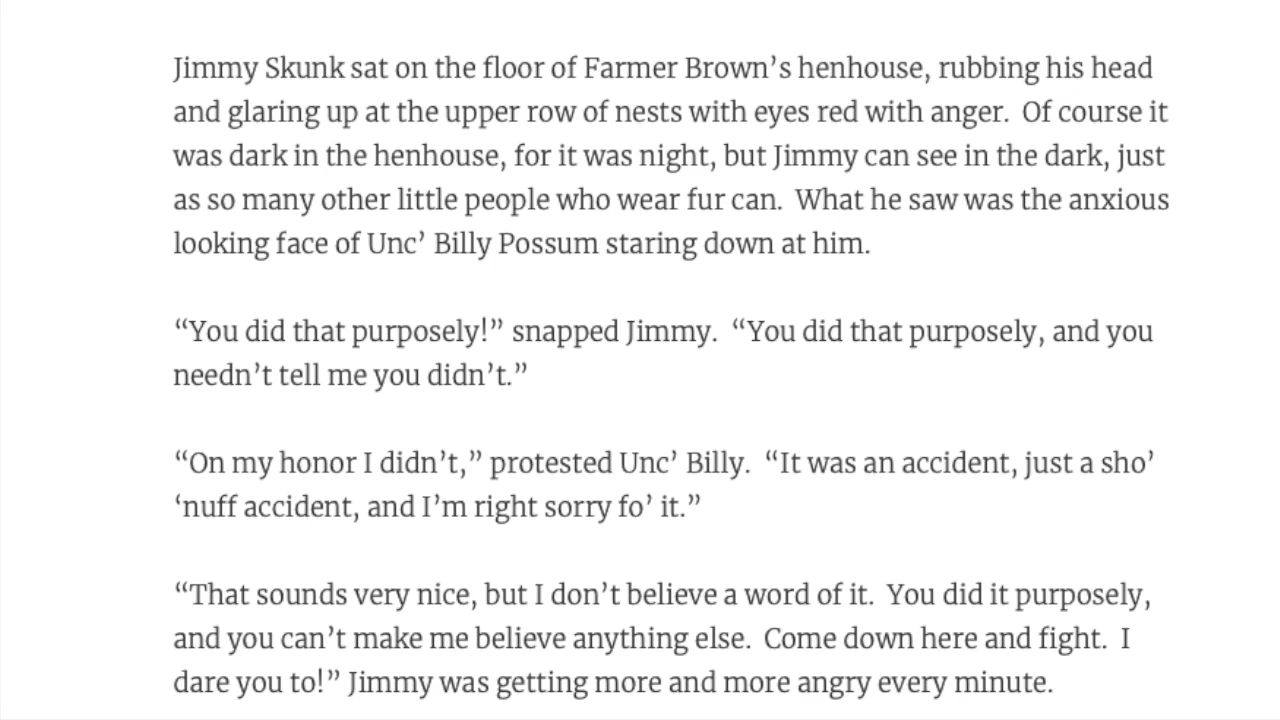 Jimmy Skunk sat on the floor of Farmer Brown’s henhouse, rubbing his head
and glaring up at the upper row of nests with eyes red with anger.  Of course it
was dark in the henhouse, for it was night, but Jimmy can see in the dark, just
as so many other little people who wear fur can.  What he saw was the anxious
looking face of Unc’ Billy Possum staring down at him.
“You did that purposely!” snapped Jimmy.  “You did that purposely, and you
needn’t tell me you didn’t.”
“On my honor I didn’t,” protested Unc’ Billy.  “It was an accident, just a sho’
‘nuff accident, and I’m right sorry fo’ it.”
“That sounds very nice, but I don’t believe a word of it.  You did it purposely,
and you can’t make me believe anything else.  Come down here and fight.  I
dare you to!” Jimmy was getting more and more angry every minute.